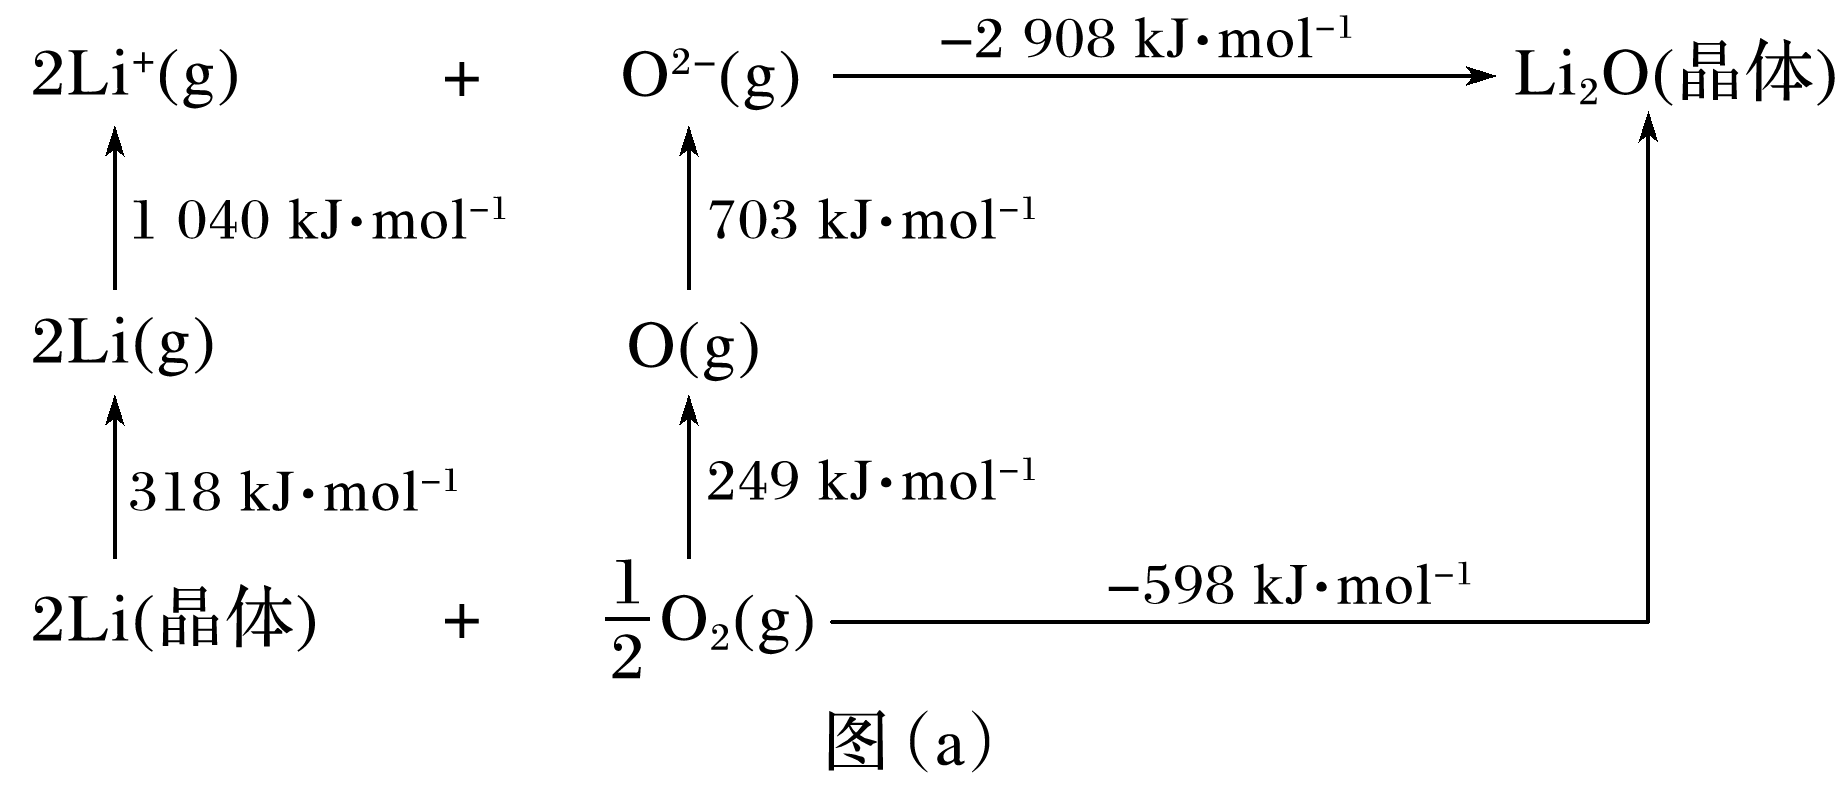 2Li⁺(g) + O²⁻(g) −2 908 kJ·mol⁻¹ Li₂O(晶体)
1 040 kJ·mol⁻¹ 703 kJ·mol⁻¹
2Li(g) O(g)
318 kJ·mol⁻¹ 249 kJ·mol⁻¹
2Li(晶体) + 1/2 O₂(g) −598 kJ·mol⁻¹
图(a)